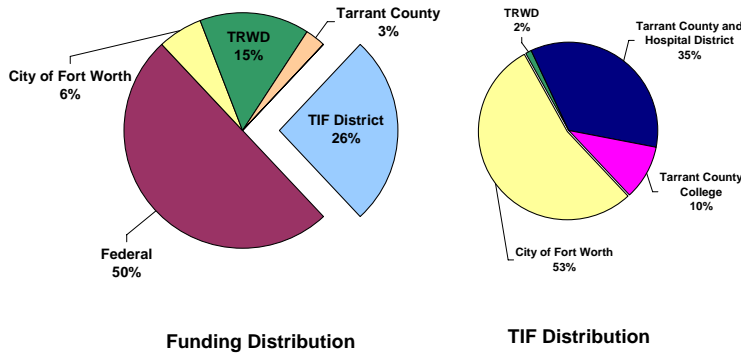 Tarrant County
3%
TRWD
15%
City of Fort Worth
6%
TIF District
26%
Federal
50%
Funding Distribution
TRWD
2%
Tarrant County and
Hospital District
35%
Tarrant County
College
10%
City of Fort Worth
53%
TIF Distribution